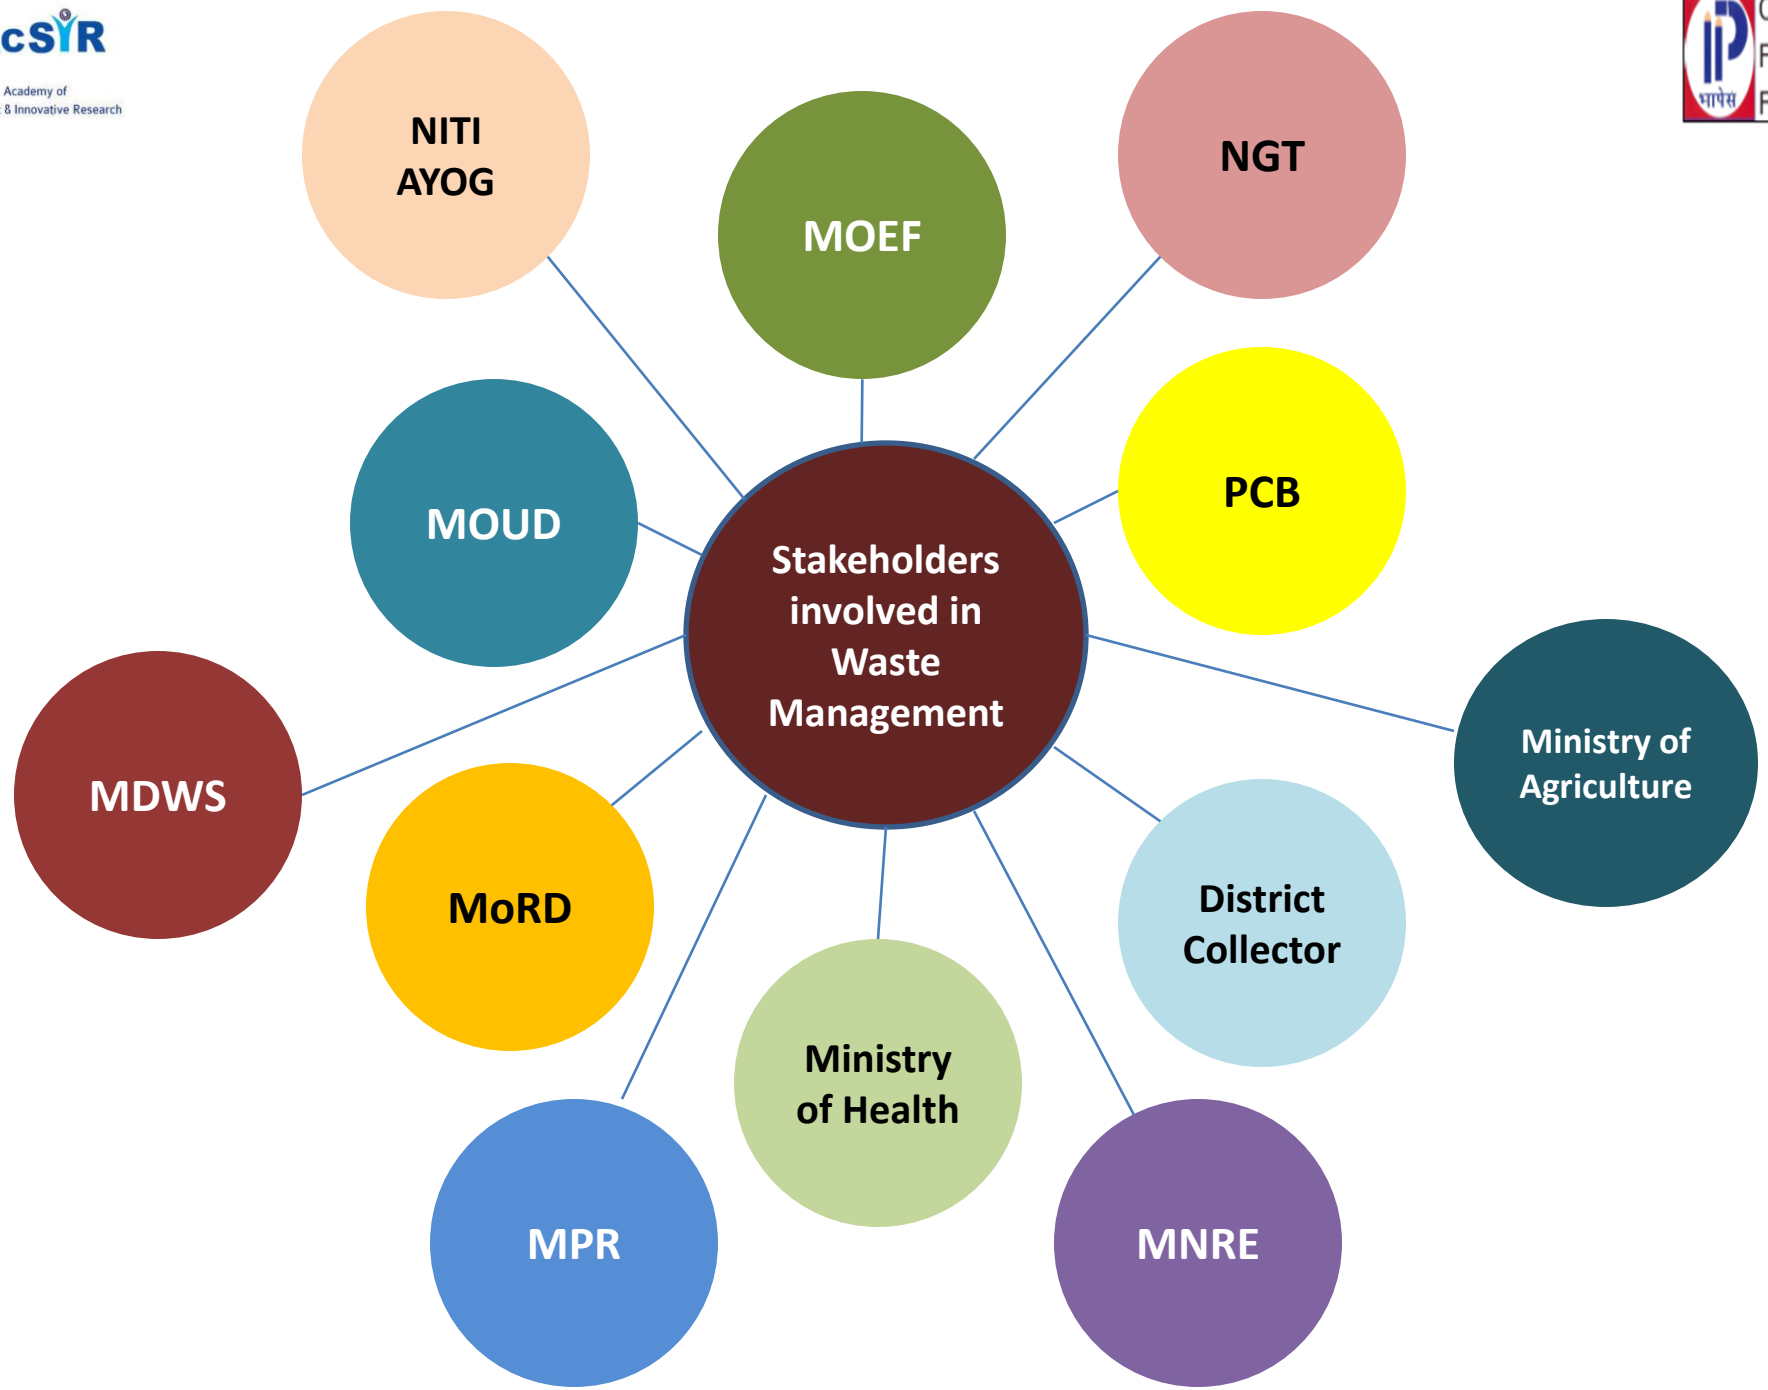 cSIR
Academy of
& Innovative Research
भापेसं
NITI
AYOG
MOEF
NGT
MOUD
PCB
Stakeholders
involved in
Waste
Management
MDWS
Ministry of
Agriculture
MoRD
District
Collector
Ministry
of Health
MPR
MNRE